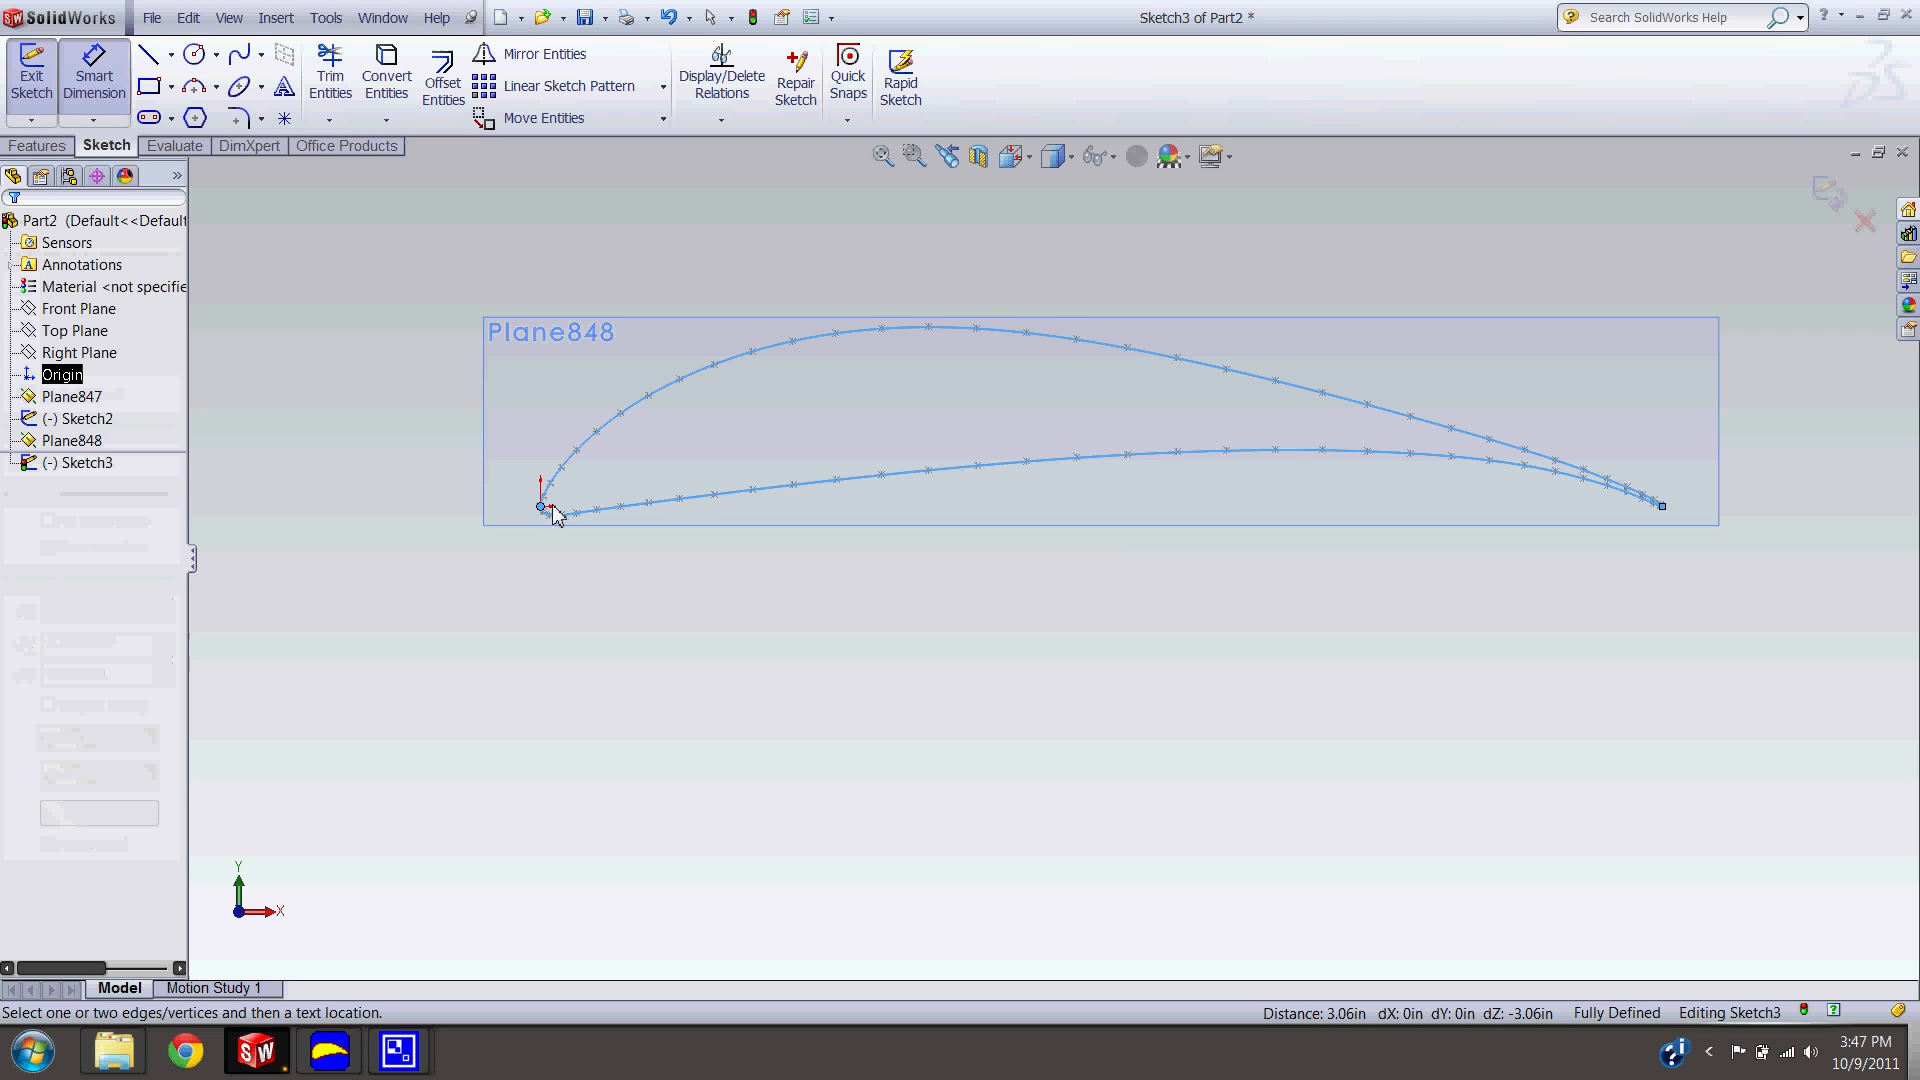 SolidWorks File Edit View Insert Tools Window Help Sketch3 of Part2 * Search SolidWorks Help
Exit Sketch
Smart Dimension
Trim Entities
Convert Entities
Offset Entities
Mirror Entities
Linear Sketch Pattern
Move Entities
Display/Delete Relations
Repair Sketch
Quick Snaps
Rapid Sketch
Features Sketch Evaluate DimXpert Office Products
Part2 (Default<<Default
Sensors
Annotations
Material <not specifie
Front Plane
Top Plane
Right Plane
Origin
Plane847
(-) Sketch2
Plane848
(-) Sketch3
Plane848
Y
X
Model Motion Study 1
Select one or two edges/vertices and then a text location. Distance: 3.06in dX: 0in dY: 0in dZ: -3.06in Fully Defined Editing Sketch3
SW
3:47 PM
10/9/2011